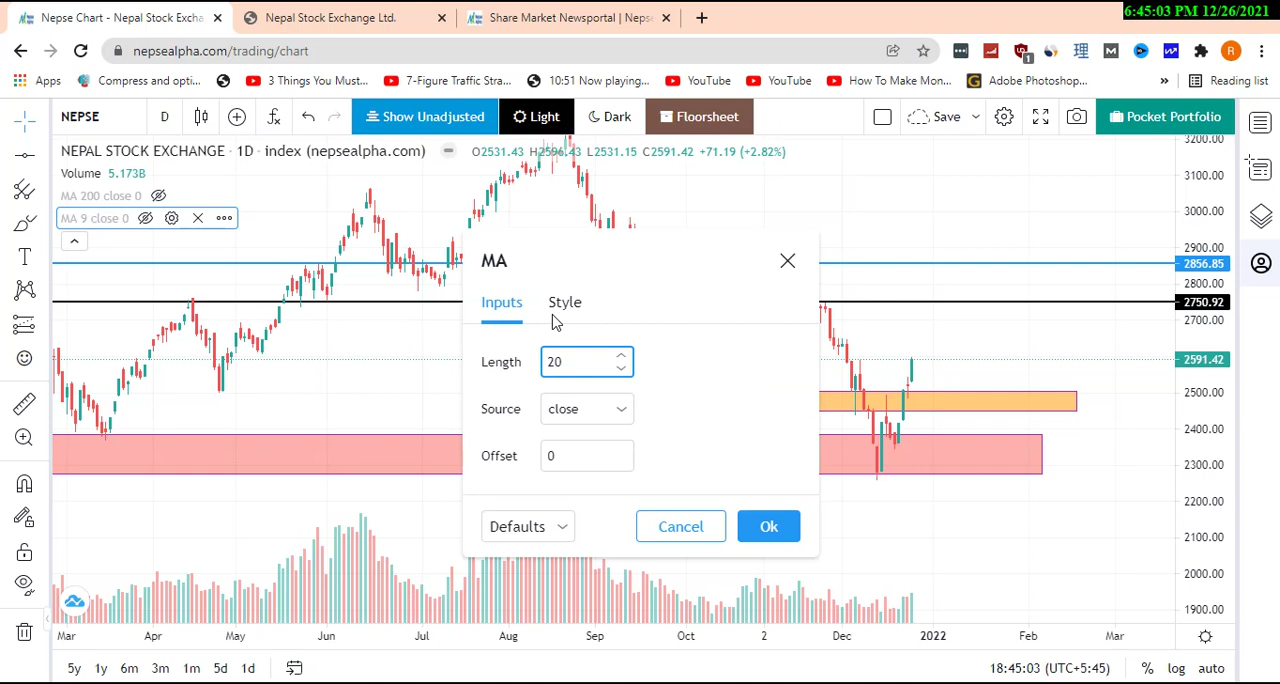 6:45:03 PM 12/26/2021
Nepse Chart - Nepal Stock Excha
Nepal Stock Exchange Ltd.
Share Market Newsportal | Neps
nepsealpha.com/trading/chart
Apps
Compress and opti...
3 Things You Must...
7-Figure Traffic Stra...
10:51 Now playing...
YouTube
YouTube
How To Make Mon...
Adobe Photoshop...
Reading list
NEPSE
D
Show Unadjusted
Light
Dark
Floorsheet
Save
Pocket Portfolio
NEPAL STOCK EXCHANGE · 1D · index (nepsealpha.com)
O2531.43 H2596.43 L2531.15 C2591.42 +71.19 (+2.82%)
Volume 5.173B
MA 200 close 0
MA 9 close 0
MA
Inputs
Style
Length
20
Source
close
Offset
0
Defaults
Cancel
Ok
3200.00
3100.00
3000.00
2900.00
2856.85
2800.00
2750.92
2700.00
2591.42
2500.00
2400.00
2300.00
2200.00
2100.00
2000.00
1900.00
Mar
Apr
May
Jun
Jul
Aug
Sep
Oct
2
Dec
2022
Feb
Mar
5y
1y
6m
3m
1m
5d
1d
18:45:03 (UTC+5:45)
%
log
auto